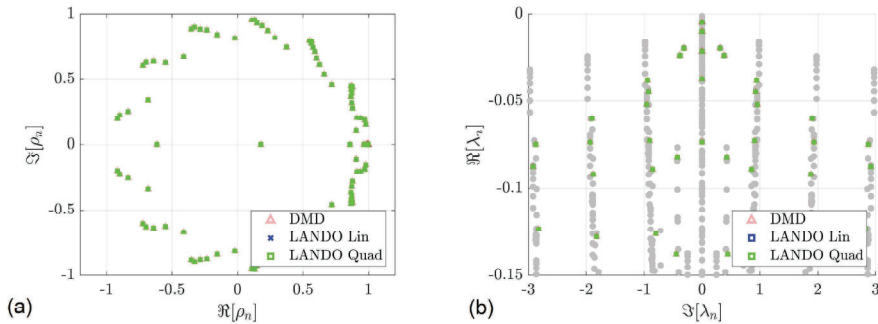 1
0.5
0
-0.5
-1
ℑ[ρn]
-1
-0.5
0
0.5
1
ℜ[ρn]
DMD
LANDO Lin
LANDO Quad
(a)
-0
-0.05
-0.1
-0.15
ℜ[λn]
-3
-2
-1
0
1
2
3
ℑ[λn]
DMD
LANDO Lin
LANDO Quad
(b)